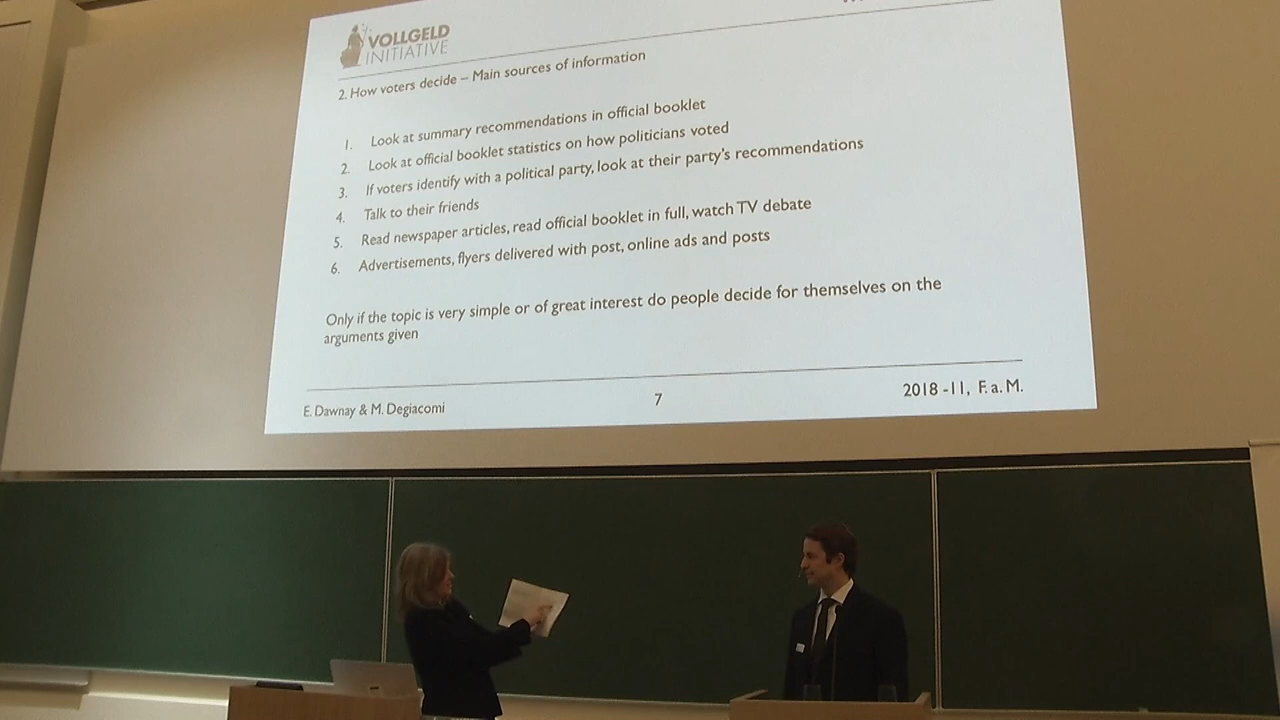 VOLLGELD
INITIATIVE
2. How voters decide – Main sources of information
1. Look at summary recommendations in official booklet
2. Look at official booklet statistics on how politicians voted
3. If voters identify with a political party, look at their party's recommendations
4. Talk to their friends
5. Read newspaper articles, read official booklet in full, watch TV debate
6. Advertisements, flyers delivered with post, online ads and posts
Only if the topic is very simple or of great interest do people decide for themselves on the
arguments given
E. Dawnay & M. Degiacomi
7
2018 -11, F. a. M.